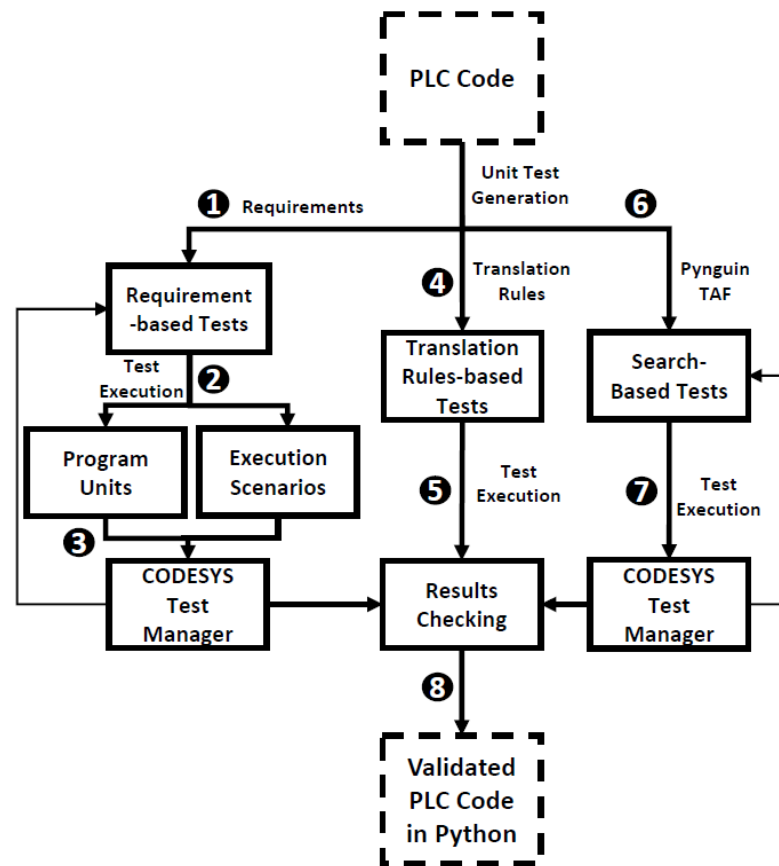 PLC Code
Unit Test
Generation
❶ Requirements
❻
Requirement
-based Tests
❹ Translation
Rules
Pynguin
TAF
Translation
Rules-based
Tests
Search-
Based Tests
Test
Execution ❷
Program
Units
Execution
Scenarios
❺ Test
Execution
❼ Test
Execution
❸
CODESYS
Test
Manager
Results
Checking
CODESYS
Test
Manager
❽
Validated
PLC Code
in Python